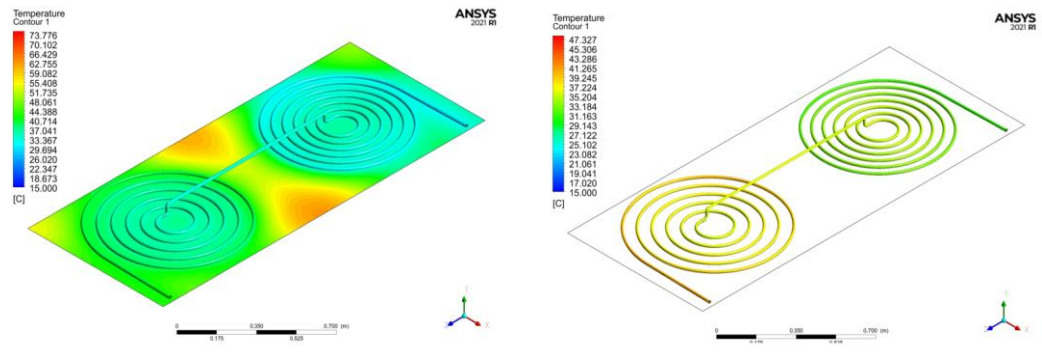 Temperature
Contour 1
73.776
70.102
66.429
62.755
59.082
55.408
51.735
48.061
44.388
40.714
37.041
33.367
29.694
26.020
22.347
18.673
15.000
[C]
ANSYS
2021 R1
0
0.350
0.700 (m)
0.175
0.525
Y
Z
X
Temperature
Contour 1
47.327
45.306
43.286
41.265
39.245
37.224
35.204
33.184
31.163
29.143
27.122
25.102
23.082
21.061
19.041
17.020
15.000
[C]
ANSYS
2021 R1
0
0.350
0.700 (m)
Y
Z
X